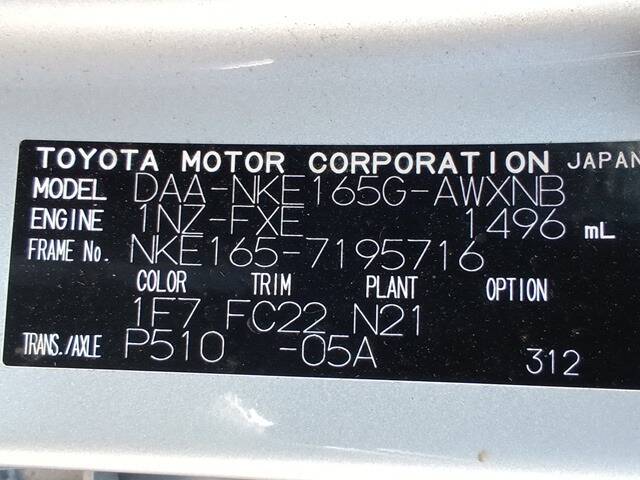 TOYOTA MOTOR CORPORATION JAPAN
MODEL DAA-NKE165G-AWXNB
ENGINE 1NZ-FXE 1496 mL
FRAME No. NKE165-7195716
COLOR TRIM PLANT OPTION
1F7 FC22 N21
TRANS./AXLE P510 -05A 312